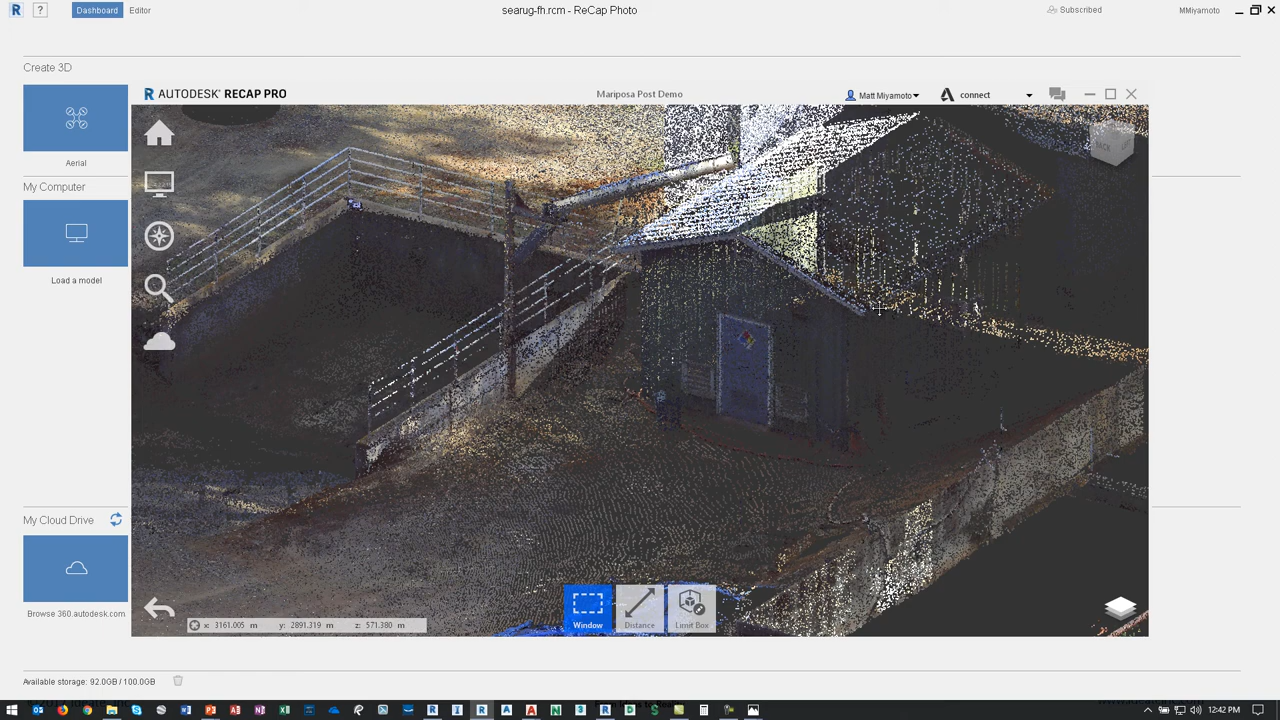 R ? Dashboard Editor searug-fh.rcm - ReCap Photo Subscribed MMiyamoto
Create 3D
R AUTODESK® RECAP PRO Mariposa Post Demo Matt Miyamoto connect
Aerial
My Computer
Load a model
My Cloud Drive
Browse 360.autodesk.com
Window Distance Limit Box
x: 3161.005 m y: 2891.319 m z: 571.380 m
Available storage: 92.0GB / 100.0GB
12:42 PM